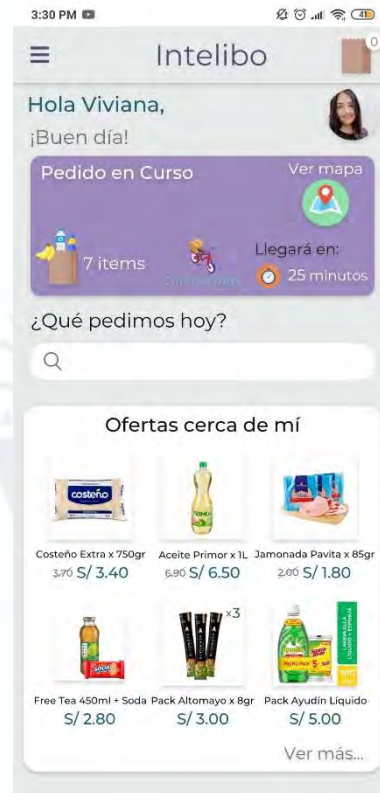 3:30 PM
41
Intelibo
0
Hola Viviana,
¡Buen día!
Pedido en Curso
Ver mapa
Llegará en:
7 items
25 minutos
¿Qué pedimos hoy?
Ofertas cerca de mí
costeño
PRIMOR
Costeño Extra x 750gr
Aceite Primor x 1L
Jamonada Pavita x 85gr
3.70 S/ 3.40
6.90 S/ 6.50
2.00 S/ 1.80
x3
Free Tea 450ml + Soda
Pack Altomayo x 8gr
Pack Ayudín Líquido
S/ 2.80
S/ 3.00
S/ 5.00
Ver más...